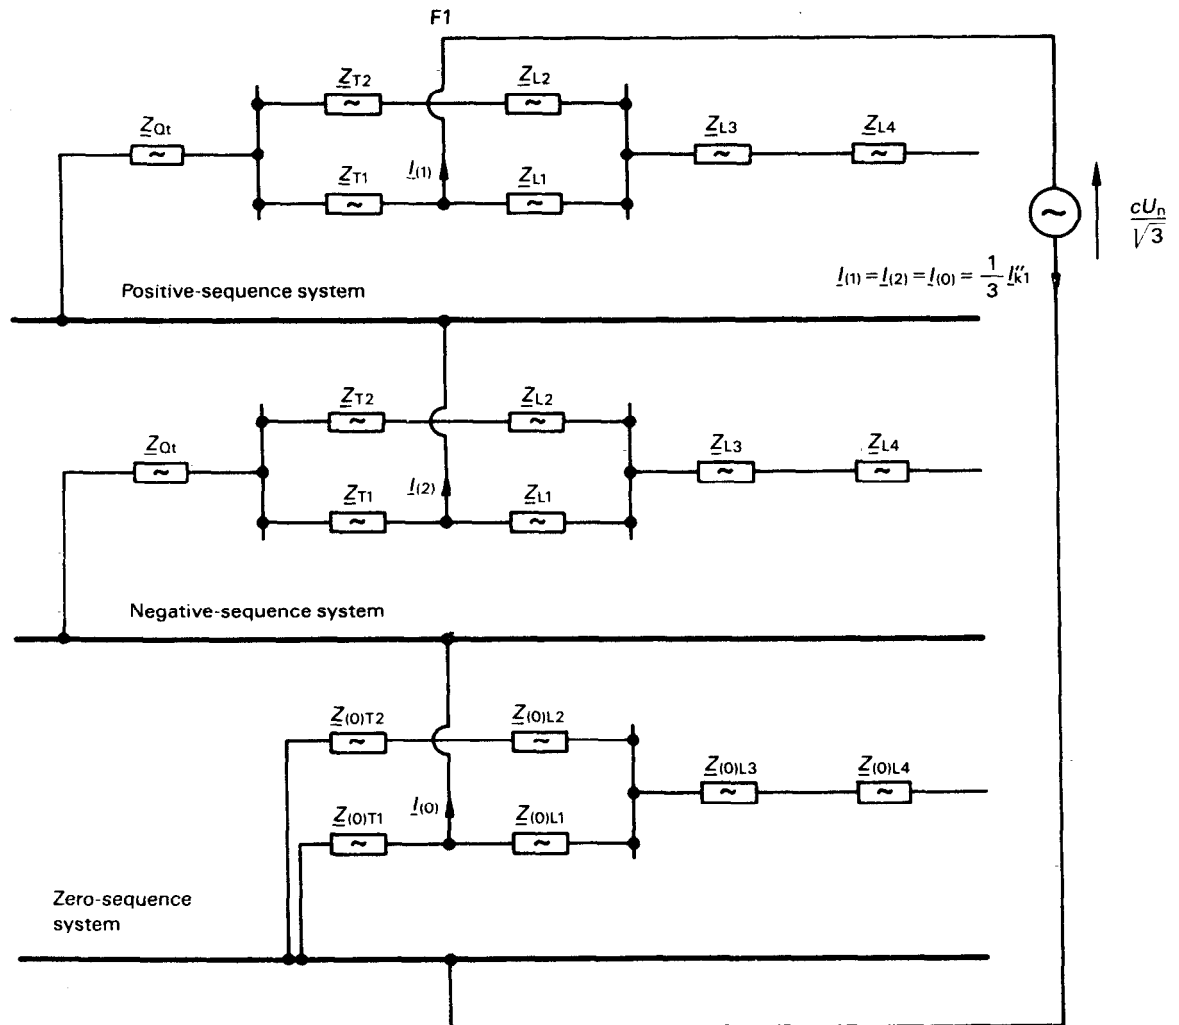 F1
Z_T2
Z_L2
Z_Qt
Z_L3
Z_L4
Z_T1
I_(1)
Z_L1
cU_n
√3
I_(1) = I_(2) = I_(0) = 1/3 I''_k1
Positive-sequence system
Z_T2
Z_L2
Z_Qt
Z_L3
Z_L4
Z_T1
I_(2)
Z_L1
Negative-sequence system
Z_(0)T2
Z_(0)L2
Z_(0)L3
Z_(0)L4
Z_(0)T1
I_(0)
Z_(0)L1
Zero-sequence
system